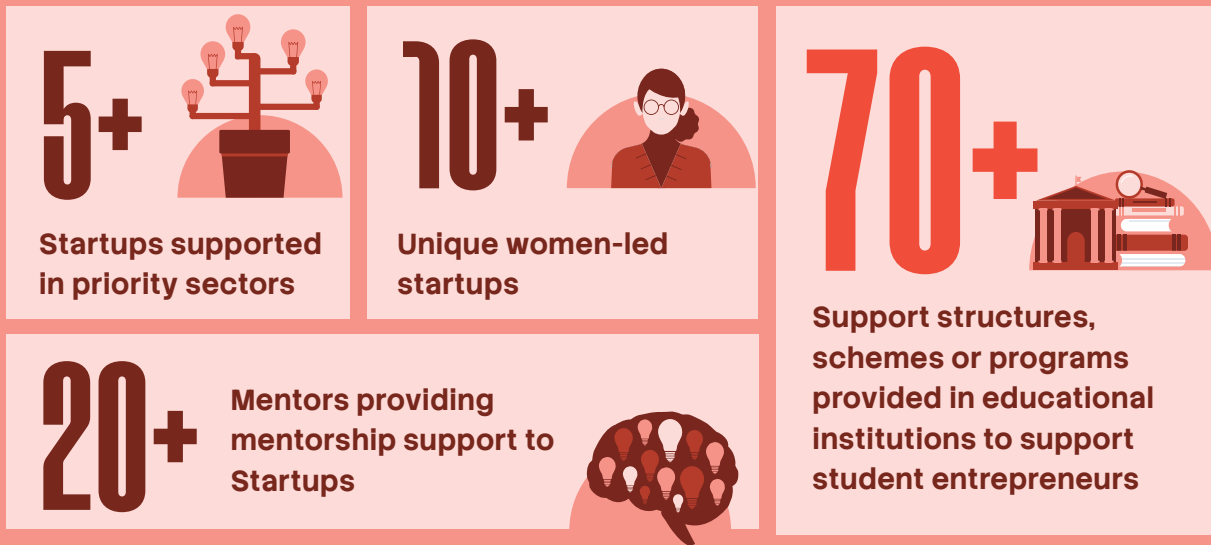 5+
Startups supported
in priority sectors
10+
Unique women-led
startups
20+
Mentors providing
mentorship support to
Startups
70+
Support structures,
schemes or programs
provided in educational
institutions to support
student entrepreneurs